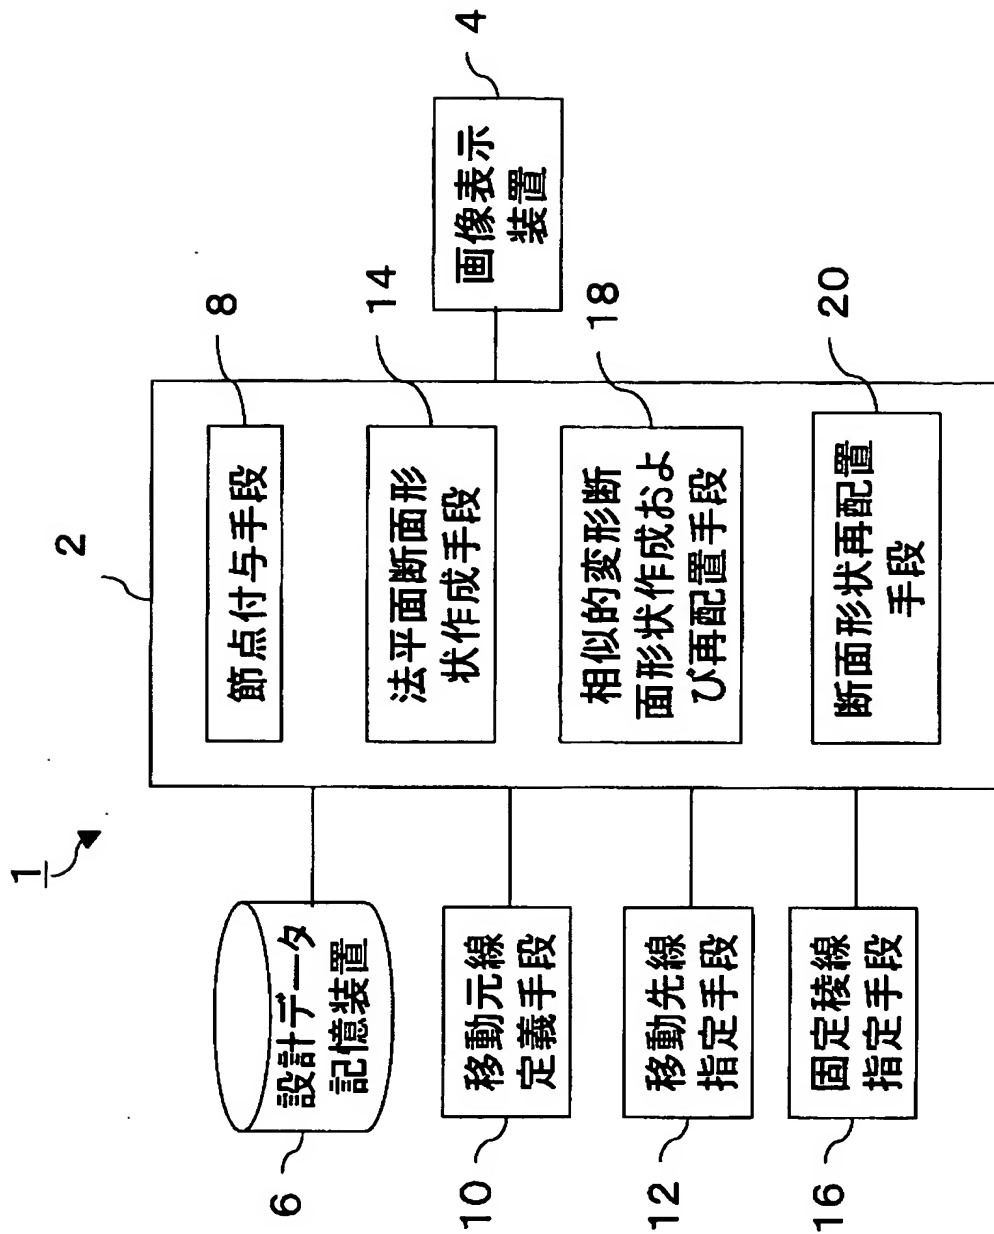 1
2
4
設計データ
記憶装置
6
節点付与手段
8
画像表示
装置
移動元線
定義手段
10
法平面断面形
状作成手段
14
移動先線
指定手段
12
相似的変形断
面形状作成およ
び再配置手段
18
固定稜線
指定手段
16
断面形状再配置
手段
20